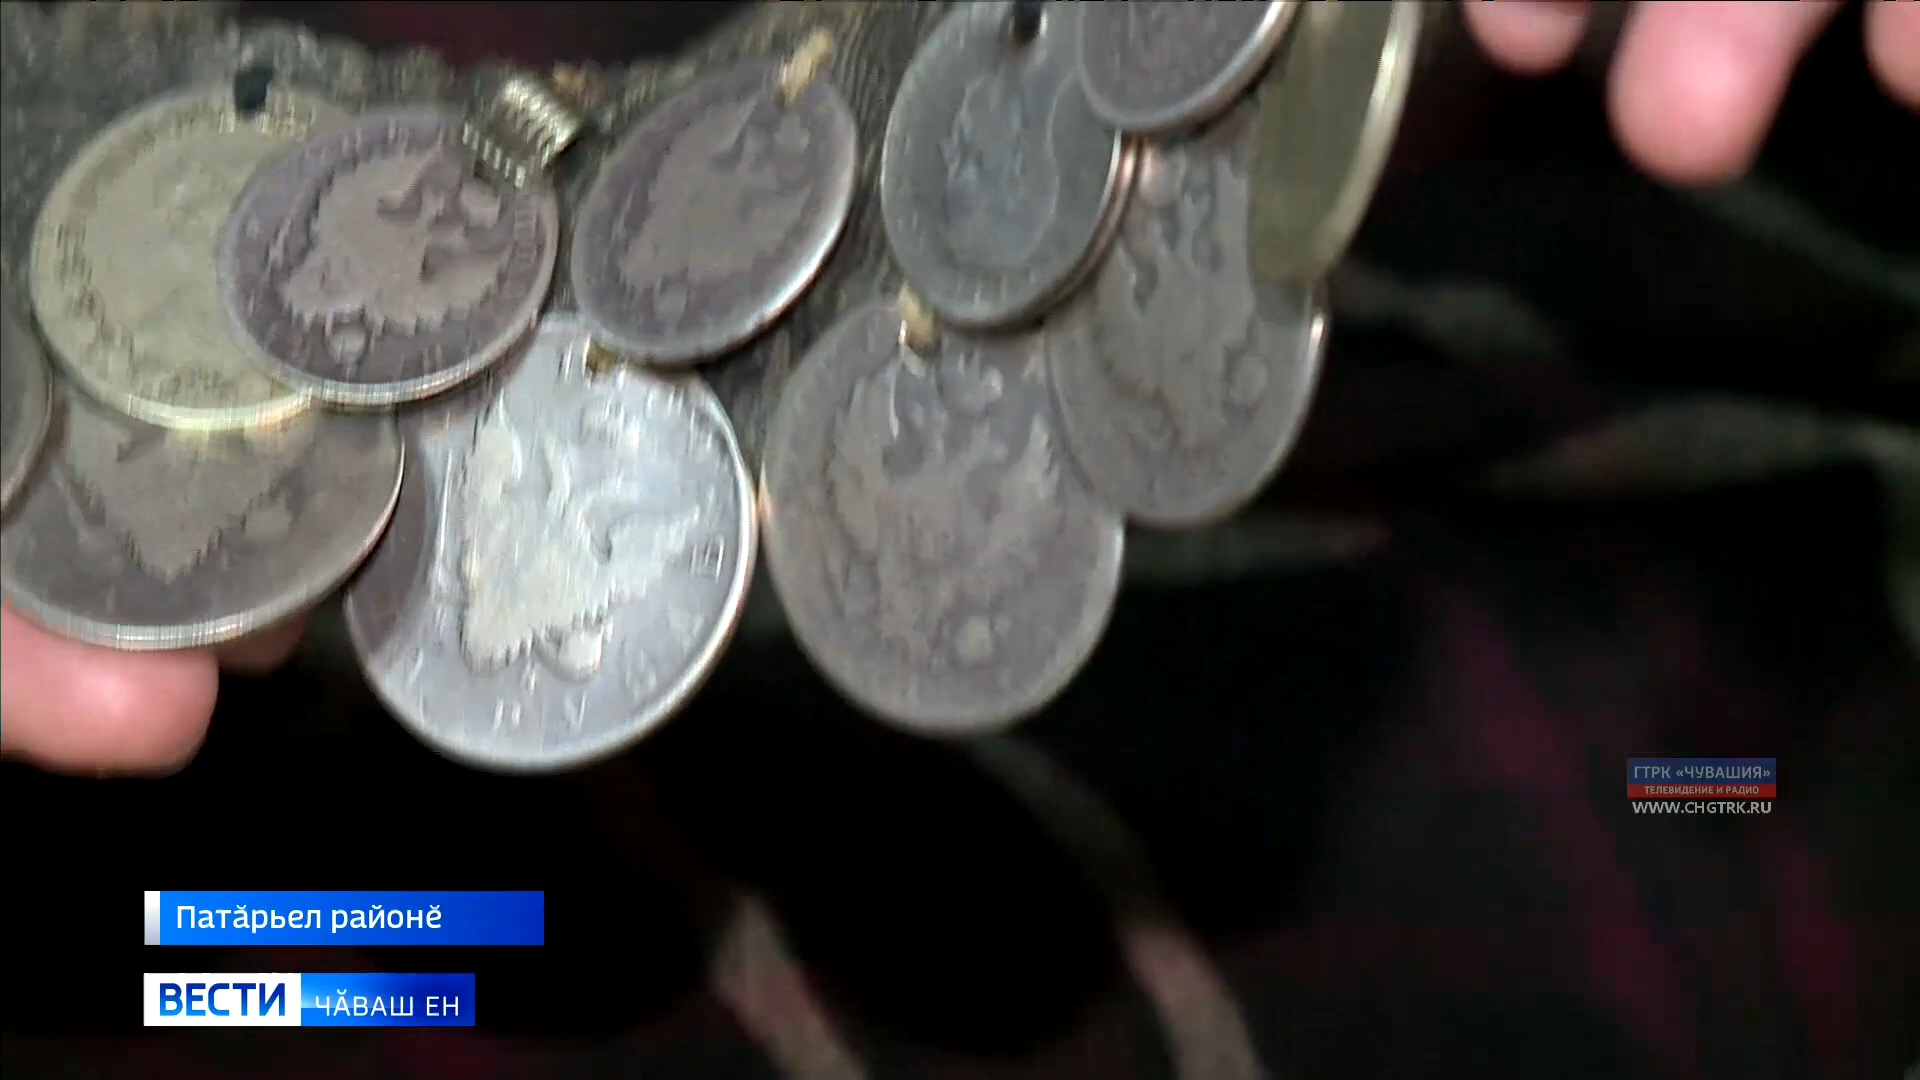 ГТРК «ЧУВАШИЯ»
ТЕЛЕВИДЕНИЕ И РАДИО
WWW.CHGTRK.RU
Патӑрьел районӗ
ВЕСТИ ЧӐВАШ ЕН